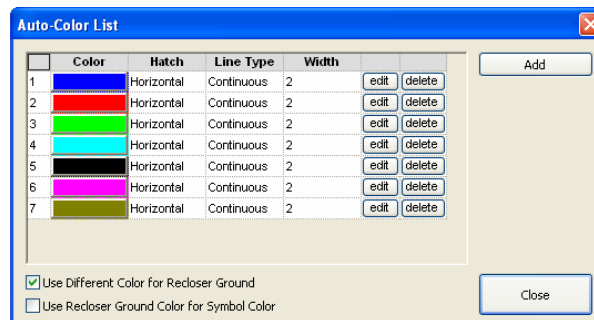 Auto-Color List
Color Hatch Line Type Width
Add
1 Horizontal Continuous 2 edit delete
2 Horizontal Continuous 2 edit delete
3 Horizontal Continuous 2 edit delete
4 Horizontal Continuous 2 edit delete
5 Horizontal Continuous 2 edit delete
6 Horizontal Continuous 2 edit delete
7 Horizontal Continuous 2 edit delete
Use Different Color for Recloser Ground
Use Recloser Ground Color for Symbol Color
Close